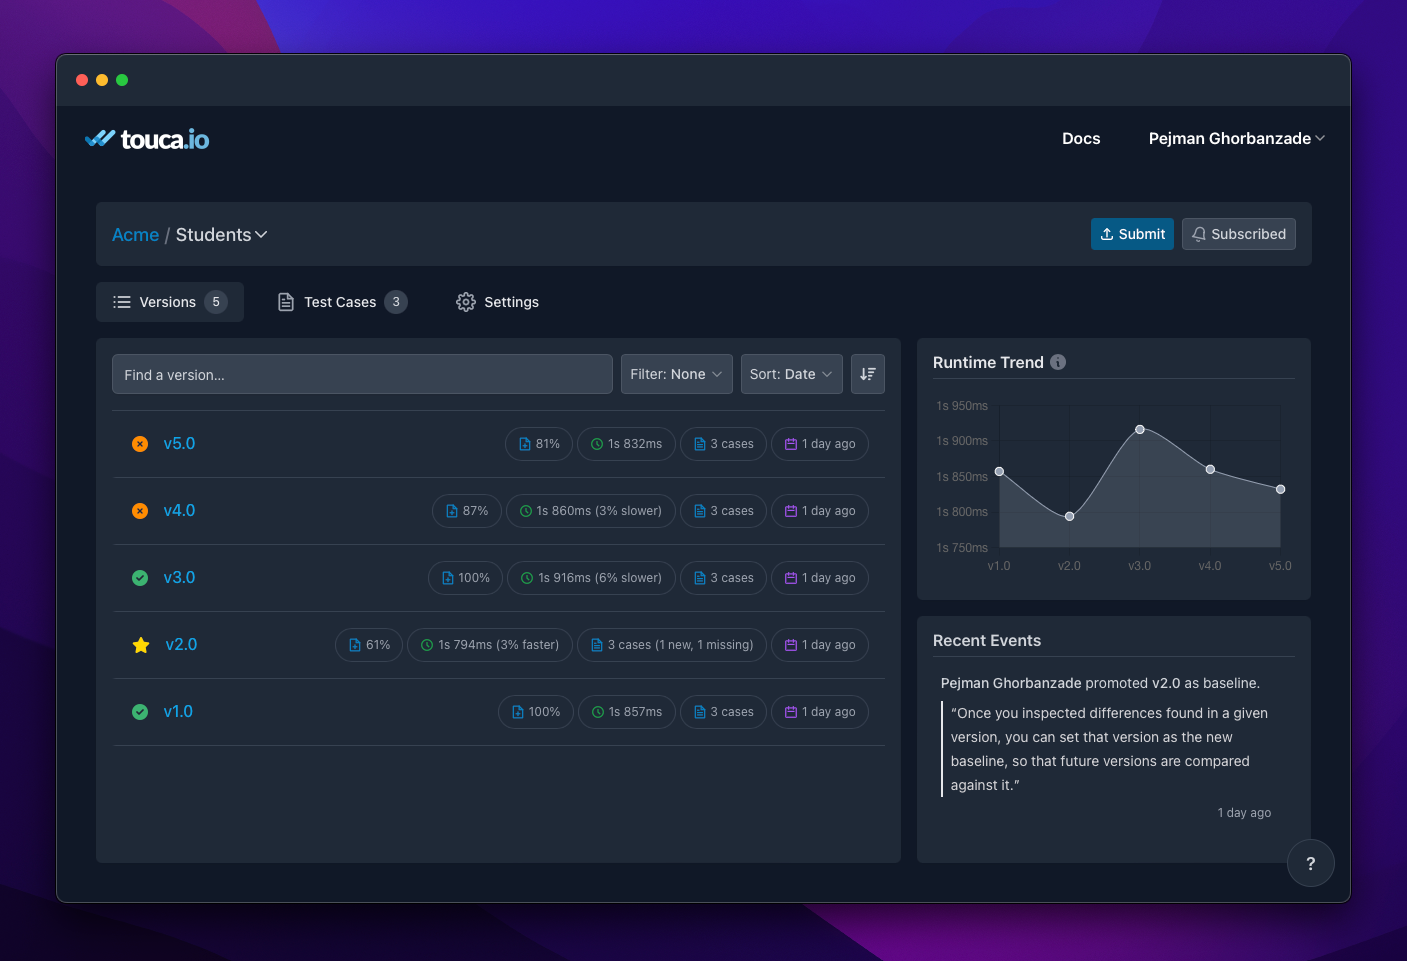 touca.io
Docs
Pejman Ghorbanzade
Acme / Students
Submit
Subscribed
Versions 5
Test Cases 3
Settings
Find a version...
Filter: None
Sort: Date
v5.0 81% 1s 832ms 3 cases 1 day ago
v4.0 87% 1s 860ms (3% slower) 3 cases 1 day ago
v3.0 100% 1s 916ms (6% slower) 3 cases 1 day ago
v2.0 61% 1s 794ms (3% faster) 3 cases (1 new, 1 missing) 1 day ago
v1.0 100% 1s 857ms 3 cases 1 day ago
Runtime Trend
1s 950ms
1s 900ms
1s 850ms
1s 800ms
1s 750ms
v1.0 v2.0 v3.0 v4.0 v5.0
Recent Events
Pejman Ghorbanzade promoted v2.0 as baseline.
“Once you inspected differences found in a given
version, you can set that version as the new
baseline, so that future versions are compared
against it.”
1 day ago
?